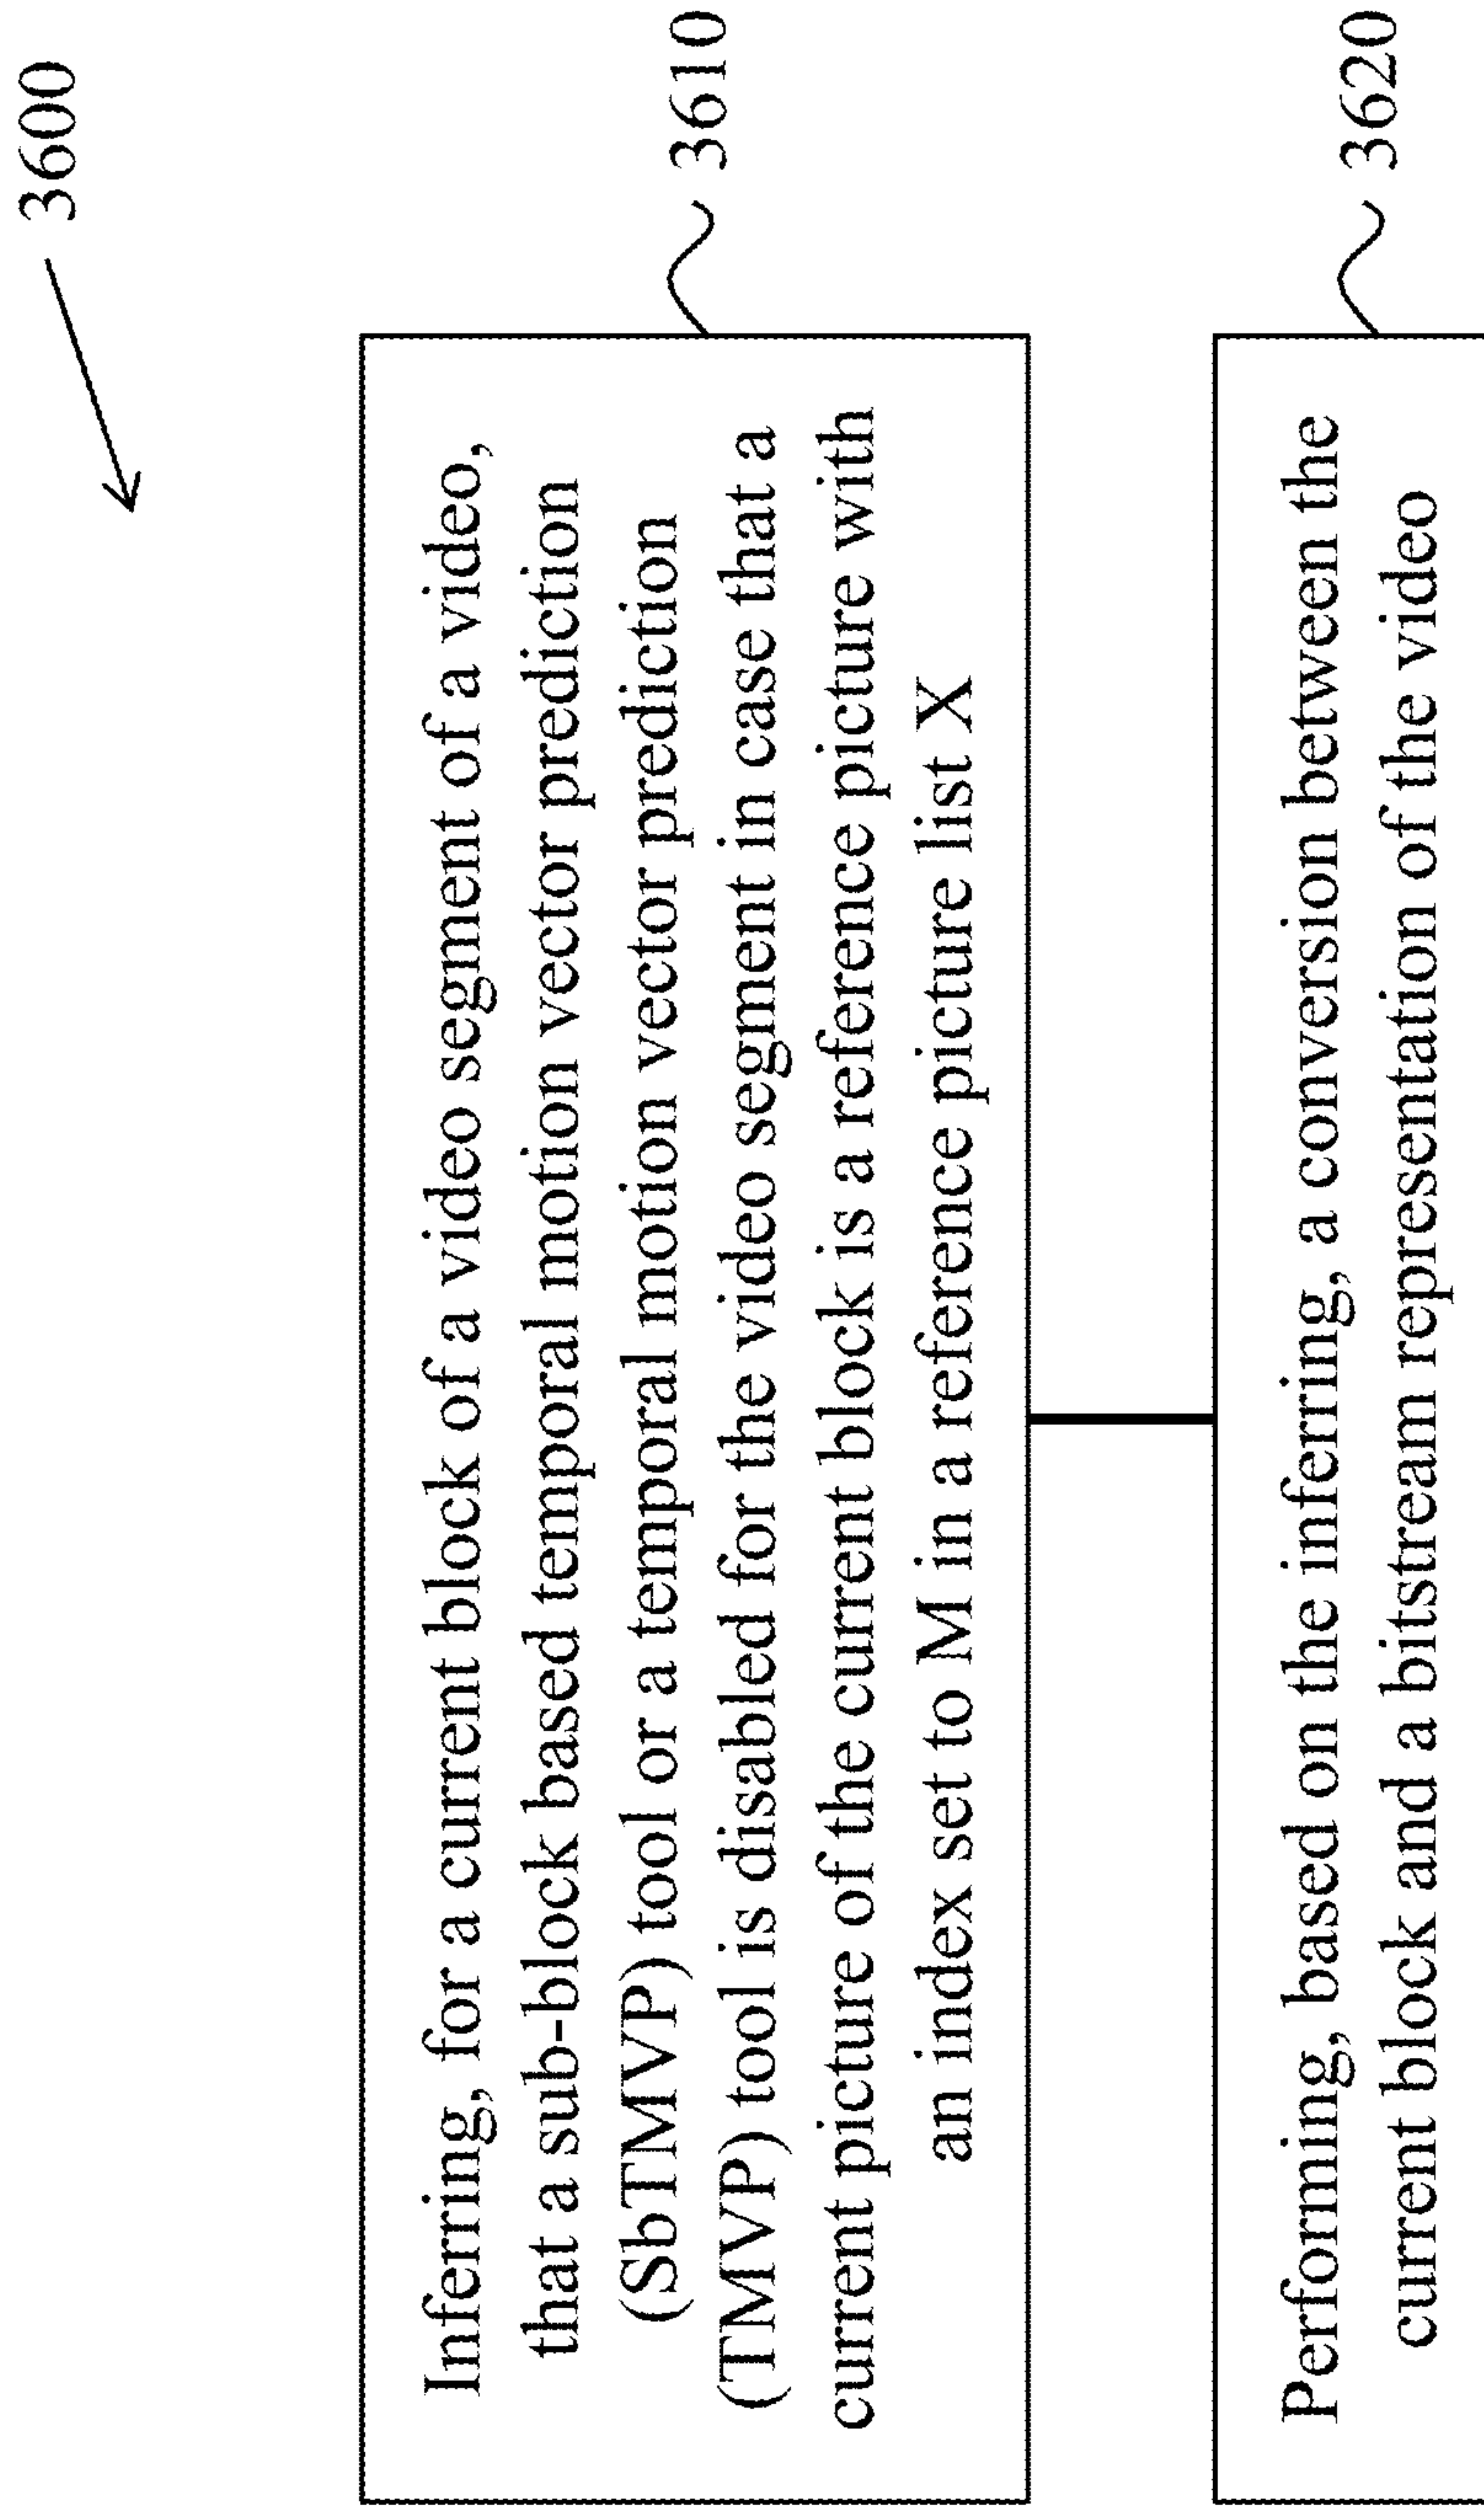 3600
Inferring, for a current block of a video segment of a video,
that a sub-block based temporal motion vector prediction
(SbTMVP) tool or a temporal motion vector prediction
(TMVP) tool is disabled for the video segment in case that a
current picture of the current block is a reference picture with
an index set to M in a reference picture list X
3610
Performing, based on the inferring, a conversion between the
current block and a bitstream representation of the video
3620